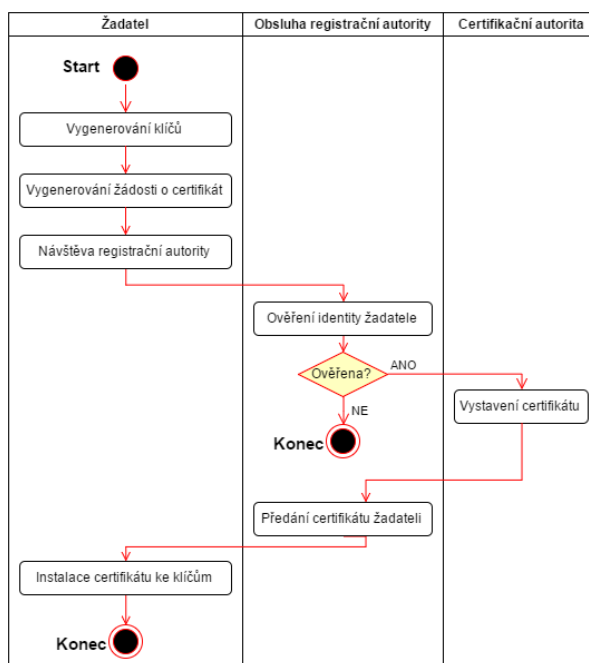 Žadatel
Obsluha registrační autority
Certifikační autorita
Start
Vygenerování klíčů
Vygenerování žádosti o certifikát
Návštěva registrační autority
Ověření identity žadatele
Ověřena?
ANO
NE
Vystavení certifikátu
Konec
Předání certifikátu žadateli
Instalace certifikátu ke klíčům
Konec